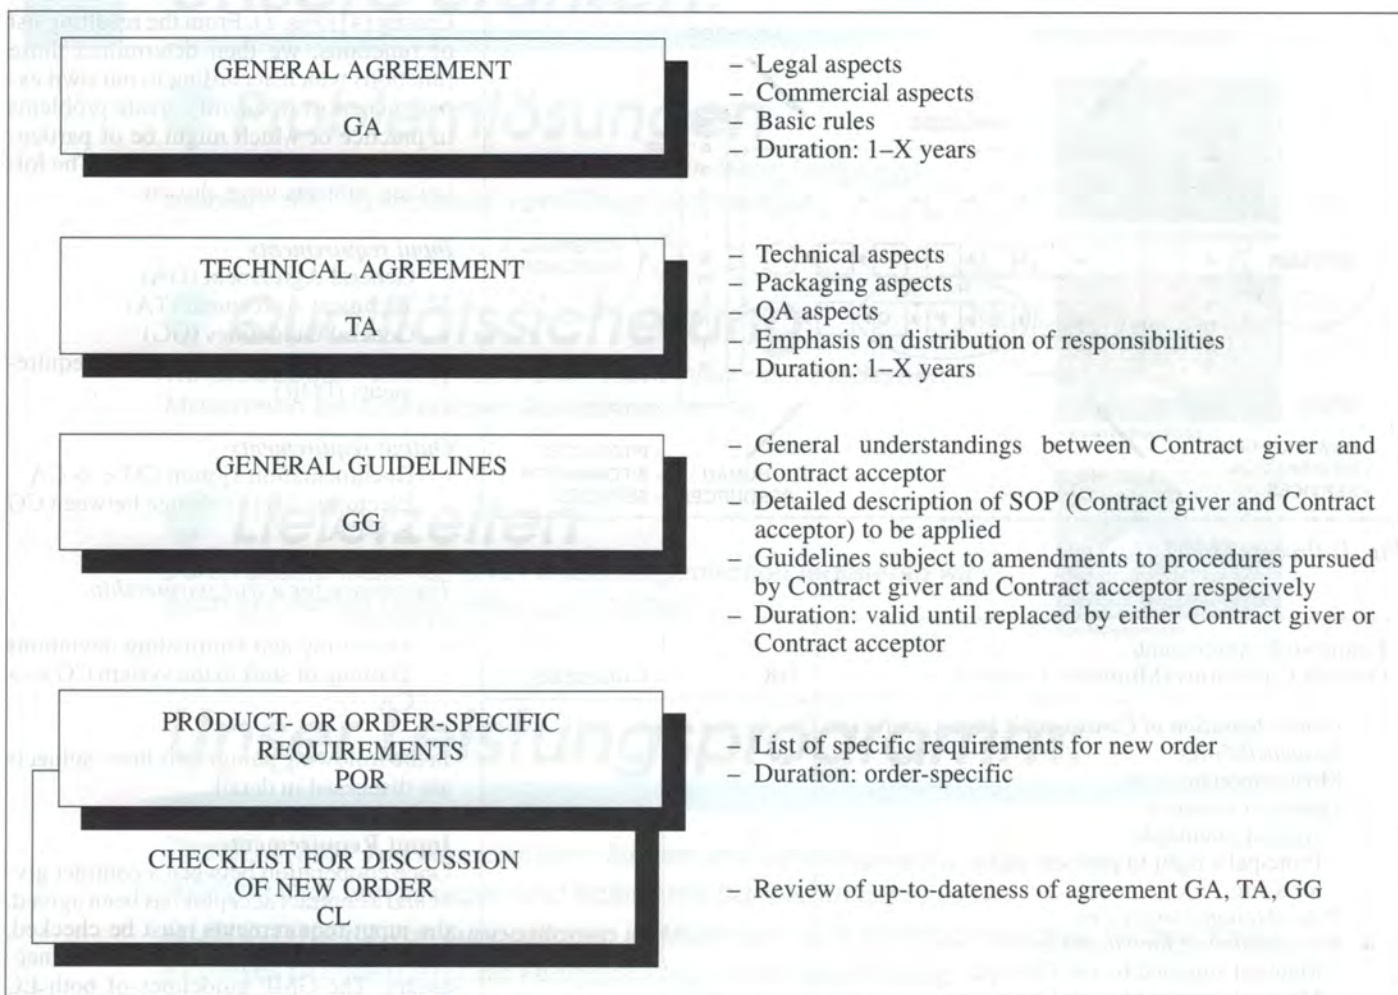 GENERAL AGREEMENT
GA
– Legal aspects
– Commercial aspects
– Basic rules
– Duration: 1–X years
TECHNICAL AGREEMENT
TA
– Technical aspects
– Packaging aspects
– QA aspects
– Emphasis on distribution of responsibilities
– Duration: 1–X years
GENERAL GUIDELINES
GG
– General understandings between Contract giver and
Contract acceptor
– Detailed description of SOP (Contract giver and Contract
acceptor) to be applied
– Guidelines subject to amendments to procedures pursued
by Contract giver and Contract acceptor respecively
– Duration: valid until replaced by either Contract giver or
Contract acceptor
PRODUCT- OR ORDER-SPECIFIC
REQUIREMENTS
POR
– List of specific requirements for new order
– Duration: order-specific
CHECKLIST FOR DISCUSSION
OF NEW ORDER
CL
– Review of up-to-dateness of agreement GA, TA, GG